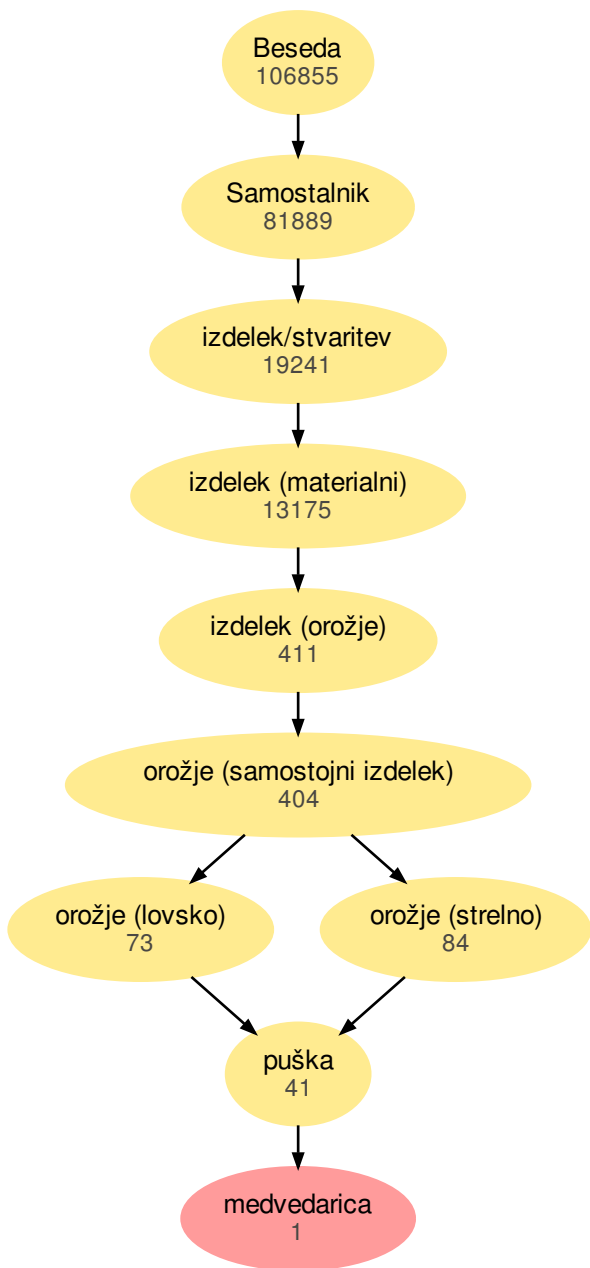 Beseda
106855
Samostalnik
81889
izdelek/stvaritev
19241
izdelek (materialni)
13175
izdelek (orožje)
411
orožje (samostojni izdelek)
404
orožje (lovsko)
73
orožje (strelno)
84
puška
41
medvedarica
1